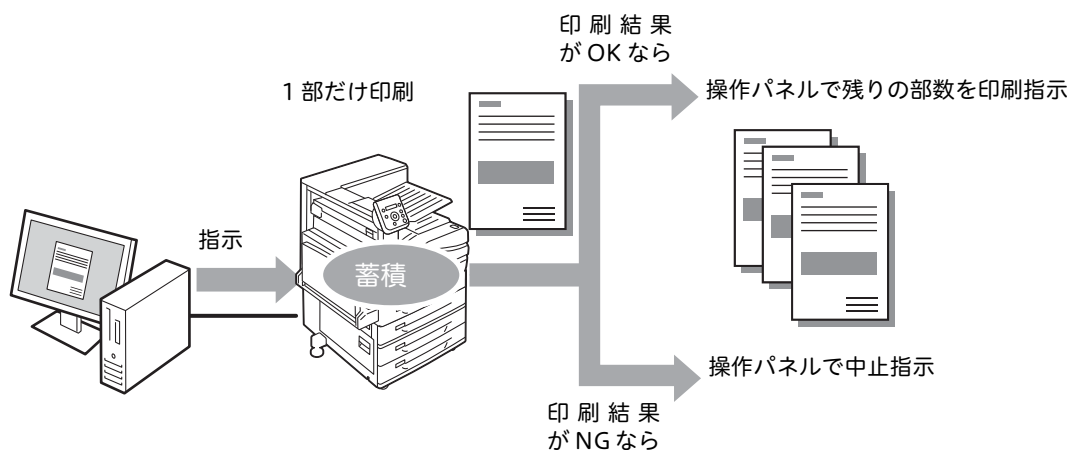 印刷結果
がOKなら
1部だけ印刷
操作パネルで残りの部数を印刷指示
指示
蓄積
操作パネルで中止指示
印刷結果
がNGなら